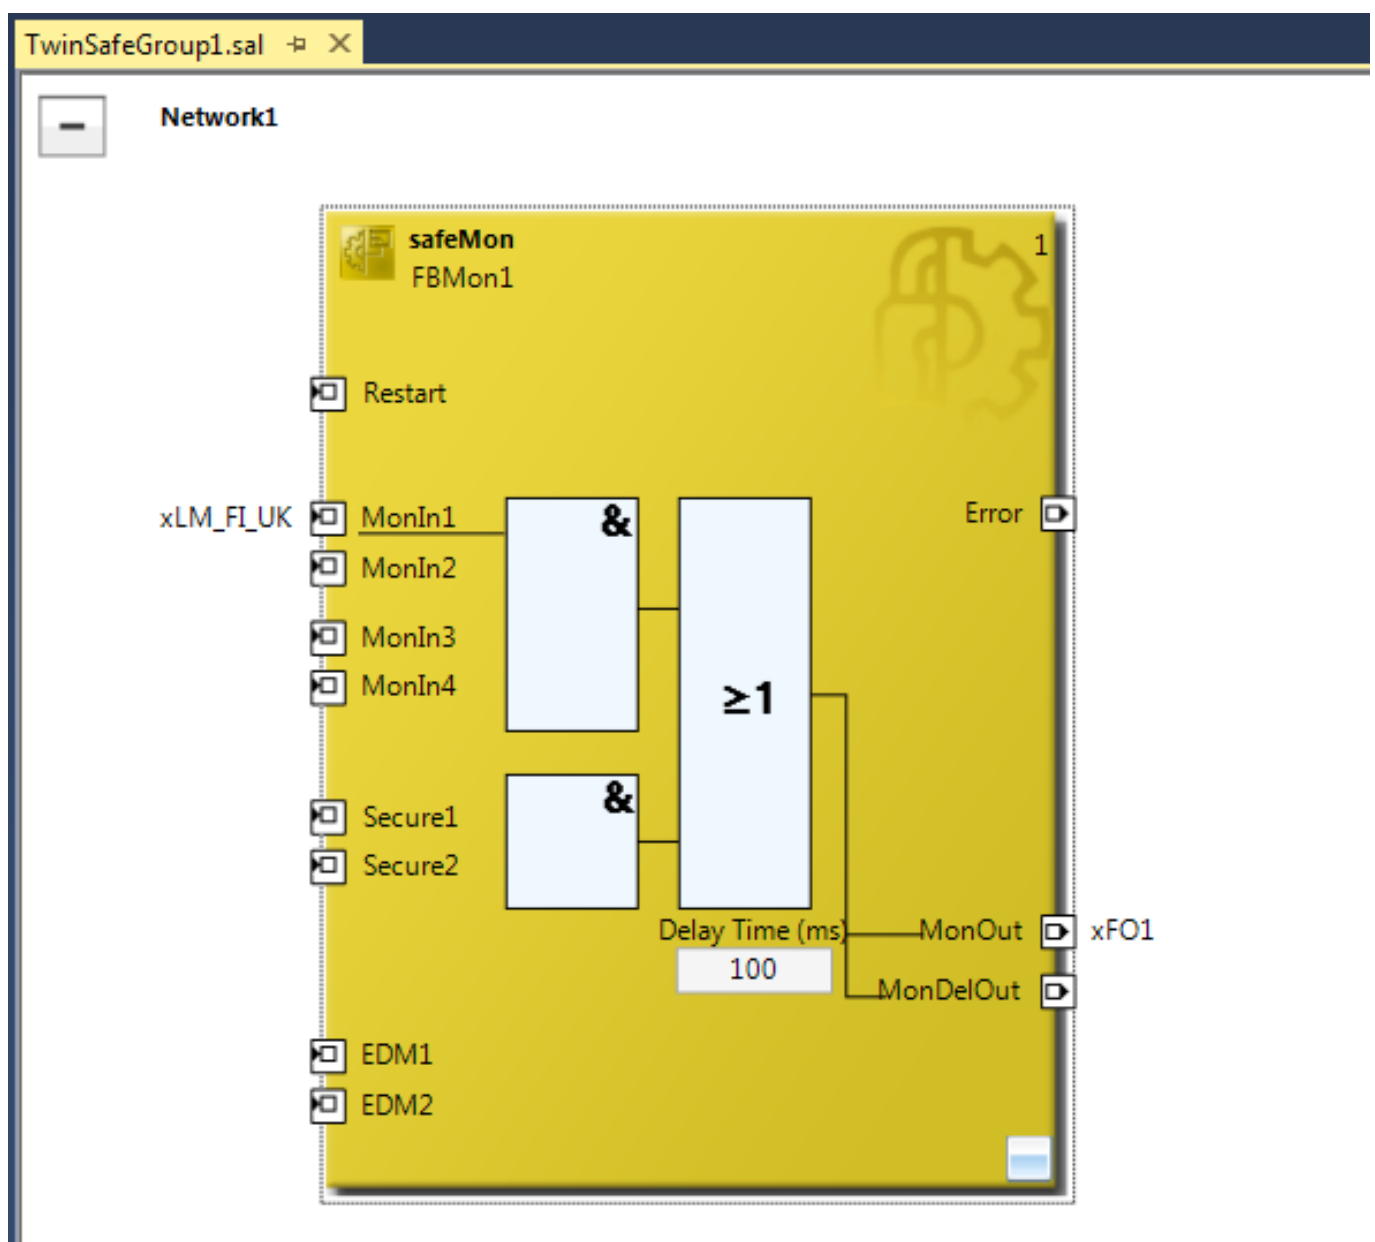 TwinSafeGroup1.sal
Network1
safeMon
FBMon1
1
Restart
xLM_FI_UK
MonIn1
&
MonIn2
MonIn3
MonIn4
≥1
Error
Secure1
&
Secure2
Delay Time (ms)
100
MonOut
xFO1
MonDelOut
EDM1
EDM2